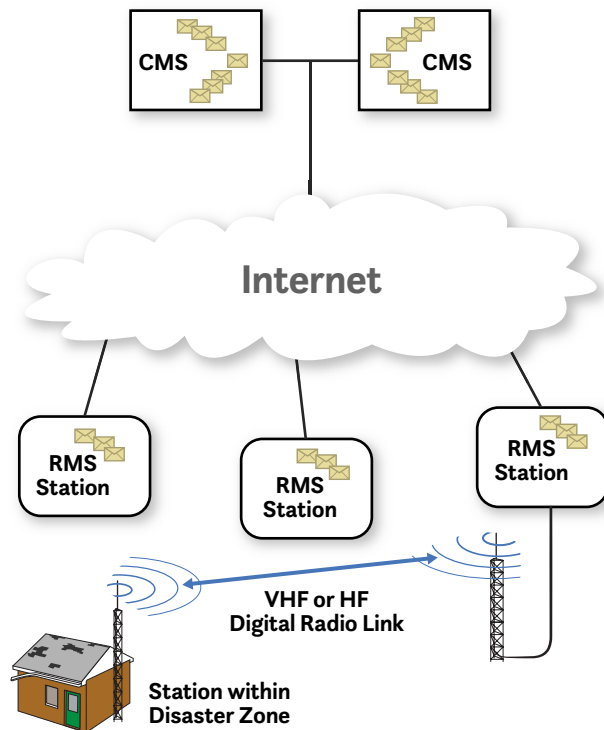 CMS
CMS
Internet
RMS
Station
RMS
Station
RMS
Station
VHF or HF
Digital Radio Link
Station within
Disaster Zone